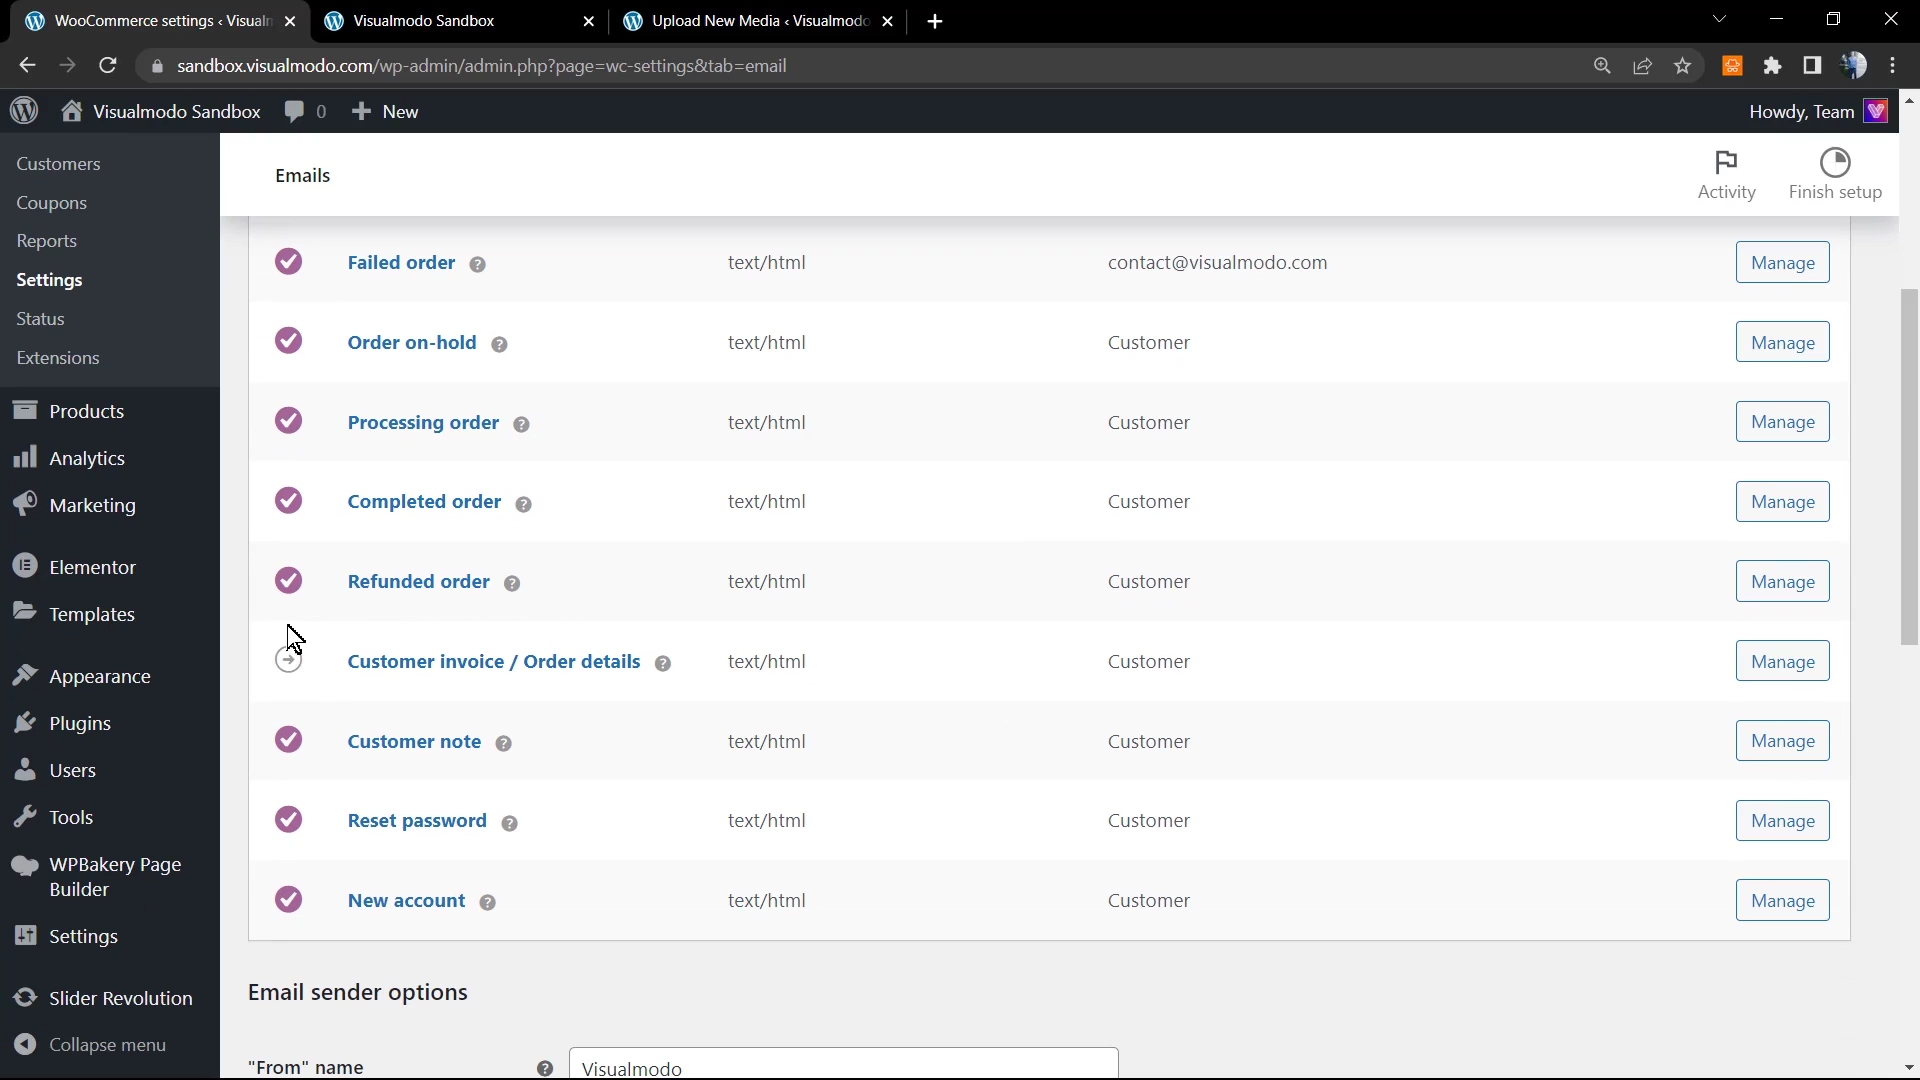 WooCommerce settings ‹ Visualm
Visualmodo Sandbox
Upload New Media ‹ Visualmodo
sandbox.visualmodo.com/wp-admin/admin.php?page=wc-settings&tab=email
Visualmodo Sandbox
0
New
Howdy, Team
Customers
Coupons
Reports
Settings
Status
Extensions
Products
Analytics
Marketing
Elementor
Templates
Appearance
Plugins
Users
Tools
WPBakery Page
Builder
Settings
Slider Revolution
Collapse menu
Emails
Activity
Finish setup
Failed order ? text/html contact@visualmodo.com Manage
Order on-hold ? text/html Customer Manage
Processing order ? text/html Customer Manage
Completed order ? text/html Customer Manage
Refunded order ? text/html Customer Manage
Customer invoice / Order details ? text/html Customer Manage
Customer note ? text/html Customer Manage
Reset password ? text/html Customer Manage
New account ? text/html Customer Manage
Email sender options
"From" name ? Visualmodo